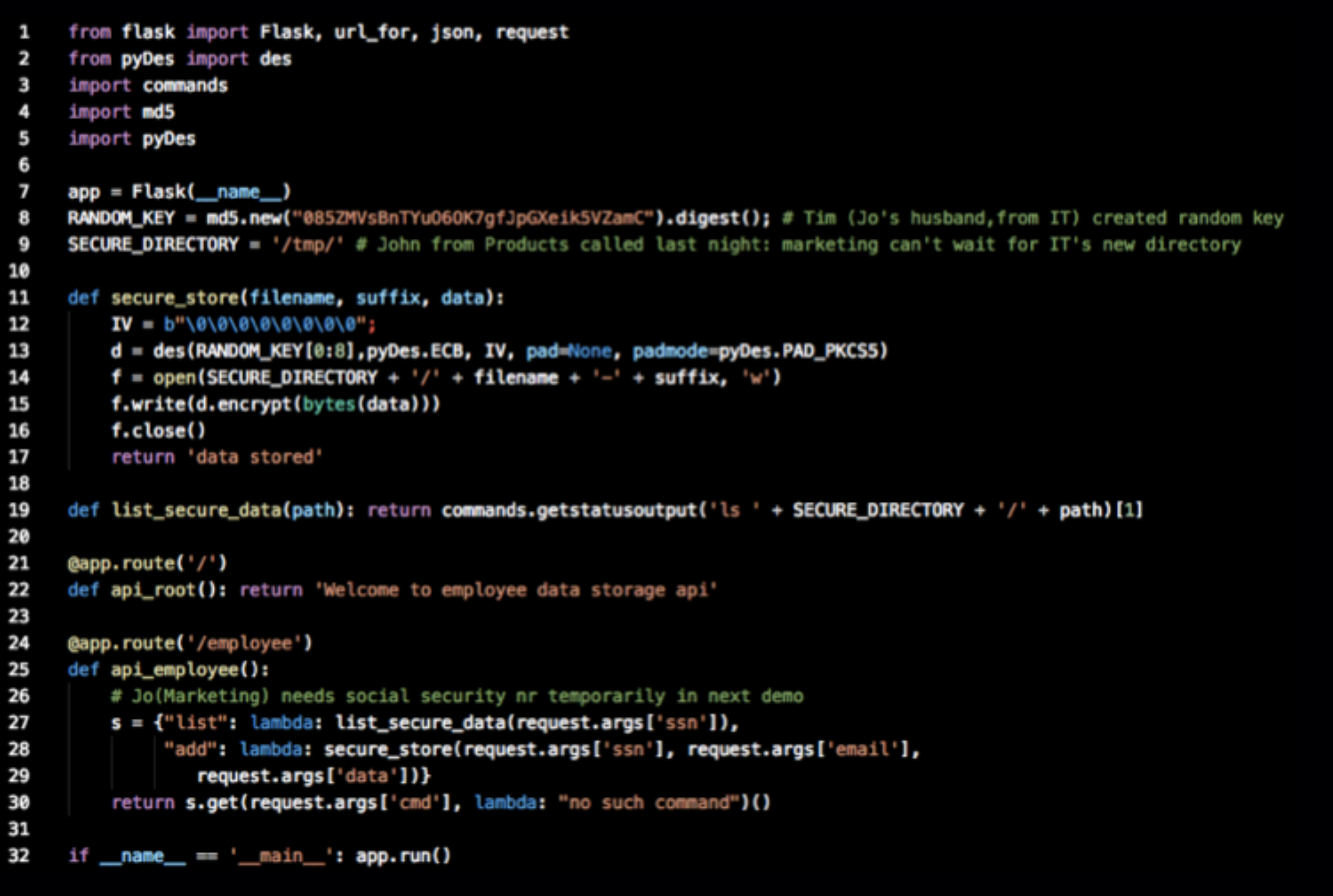 1 from flask import Flask, url_for, json, request
2 from pyDes import des
3 import commands
4 import md5
5 import pyDes
6
7 app = Flask(__name__)
8 RANDOM_KEY = md5.new("085ZMVsBnTYuO6OK7gfJpGXeik5VZamC").digest(); # Tim (Jo's husband,from IT) created random key
9 SECURE_DIRECTORY = '/tmp/' # John from Products called last night: marketing can't wait for IT's new directory
10
11 def secure_store(filename, suffix, data):
12     IV = b"\0\0\0\0\0\0\0\0";
13     d = des(RANDOM_KEY[0:8],pyDes.ECB, IV, pad=None, padmode=pyDes.PAD_PKCS5)
14     f = open(SECURE_DIRECTORY + '/' + filename + '-' + suffix, 'w')
15     f.write(d.encrypt(bytes(data)))
16     f.close()
17     return 'data stored'
18
19 def list_secure_data(path): return commands.getstatusoutput('ls ' + SECURE_DIRECTORY + '/' + path)[1]
20
21 @app.route('/')
22 def api_root(): return 'Welcome to employee data storage api'
23
24 @app.route('/employee')
25 def api_employee():
26     # Jo(Marketing) needs social security nr temporarily in next demo
27     s = {"list": lambda: list_secure_data(request.args['ssn']),
28          "add": lambda: secure_store(request.args['ssn'], request.args['email'],
29             request.args['data'])}
30     return s.get(request.args['cmd'], lambda: "no such command")()
31
32 if __name__ == '__main__': app.run()